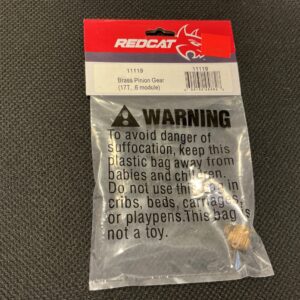 REDCAT
11119
11119
Brass Pinion Gear
(17T, .6 module)
WARNING
To avoid danger of
suffocation, keep this
plastic bag away from
babies and children.
Do not use this bag in
cribs, beds, carriages,
or playpens.This bag is
not a toy.